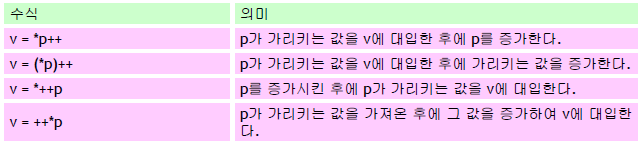 수식 의미
v = *p++ p가 가리키는 값을 v에 대입한 후에 p를 증가한다.
v = (*p)++ p가 가리키는 값을 v에 대입한 후에 가리키는 값을 증가한다.
v = *++p p를 증가시킨 후에 p가 가리키는 값을 v에 대입한다.
v = ++*p p가 가리키는 값을 가져온 후에 그 값을 증가하여 v에 대입한
다.